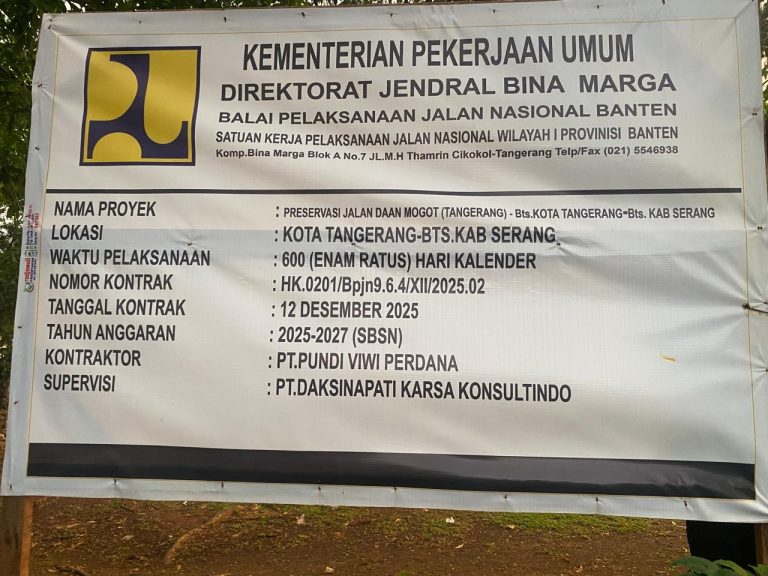 KEMENTERIAN PEKERJAAN UMUM
DIREKTORAT JENDRAL BINA MARGA
BALAI PELAKSANAAN JALAN NASIONAL BANTEN
SATUAN KERJA PELAKSANAAN JALAN NASIONAL WILAYAH I PROVINISI BANTEN
Komp.Bina Marga Blok A No.7 JL.M.H Thamrin Cikokol-Tangerang Telp/Fax (021) 5546938
NAMA PROYEK : PRESERVASI JALAN DAAN MOGOT (TANGERANG) - Bts.KOTA TANGERANG-Bts. KAB SERANG
LOKASI : KOTA TANGERANG-BTS.KAB SERANG
WAKTU PELAKSANAAN : 600 (ENAM RATUS) HARI KALENDER
NOMOR KONTRAK : HK.0201/Bpjn9.6.4/XII/2025.02
TANGGAL KONTRAK : 12 DESEMBER 2025
TAHUN ANGGARAN : 2025-2027 (SBSN)
KONTRAKTOR : PT.PUNDI VIWI PERDANA
SUPERVISI : PT.DAKSINAPATI KARSA KONSULTINDO